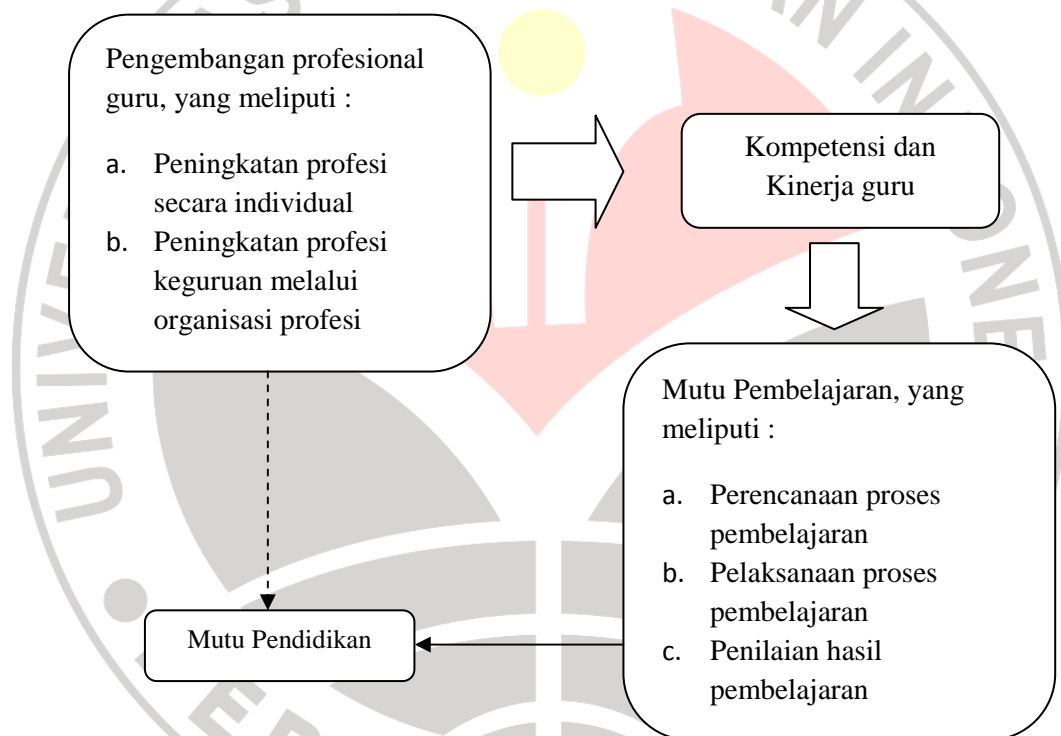 Pengembangan profesional
guru, yang meliputi :
a. Peningkatan profesi
secara individual
b. Peningkatan profesi
keguruan melalui
organisasi profesi
Kompetensi dan
Kinerja guru
Mutu Pembelajaran, yang
meliputi :
a. Perencanaan proses
pembelajaran
b. Pelaksanaan proses
pembelajaran
c. Penilaian hasil
pembelajaran
Mutu Pendidikan